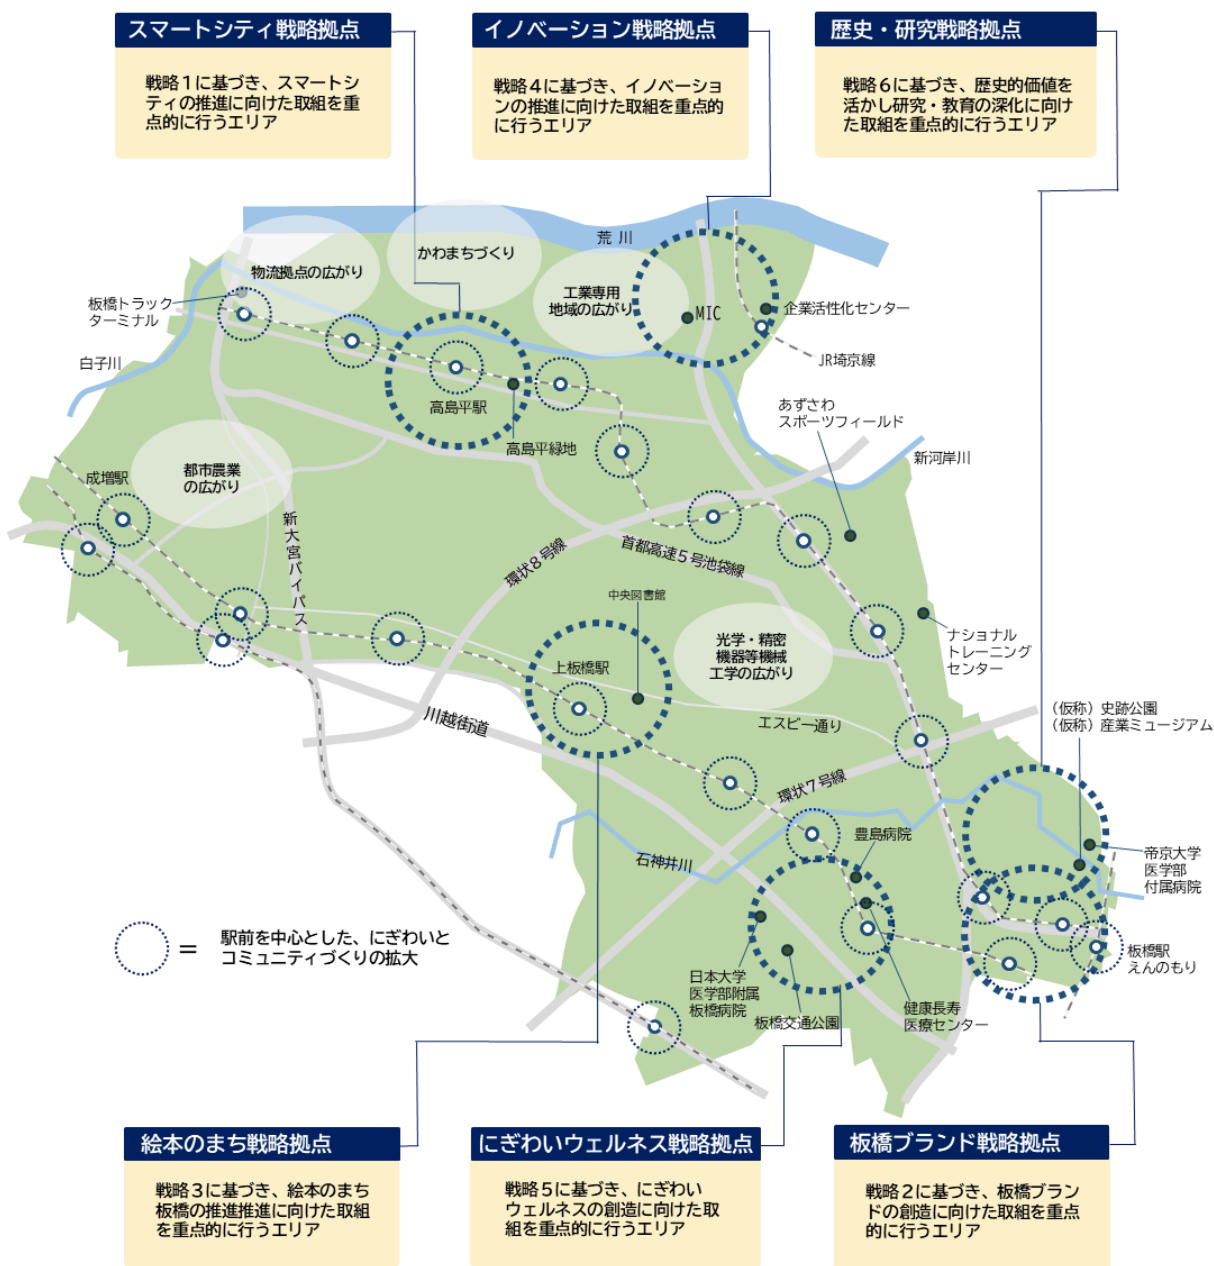 スマートシティ戦略拠点
戦略１に基づき、スマートシ
ティの推進に向けた取組を重
点的に行うエリア
イノベーション戦略拠点
戦略４に基づき、イノベーショ
ンの推進に向けた取組を重点的
に行うエリア
歴史・研究戦略拠点
戦略６に基づき、歴史的価値を
活かし研究・教育の深化に向け
た取組を重点的に行うエリア
荒 川
かわまちづくり
物流拠点の広がり
工業専用
地域の広がり
板橋トラック
ターミナル
MIC
企業活性化センター
白子川
JR埼京線
高島平駅
高島平緑地
あずさわ
スポーツフィールド
新河岸川
成増駅
都市農業
の広がり
新大宮バイパス
環状８号線
首都高速５号池袋線
中央図書館
光学・精密
機器等機械
工学の広がり
ナショナル
トレーニング
センター
上板橋駅
川越街道
エスピー通り
（仮称）史跡公園
（仮称）産業ミュージアム
環状７号線
石神井川
豊島病院
帝京大学
医学部
付属病院
＝
駅前を中心とした、にぎわいと
コミュニティづくりの拡大
日本大学
医学部附属
板橋病院
板橋交通公園
健康長寿
医療センター
板橋駅
えんのもり
絵本のまち戦略拠点
戦略３に基づき、絵本のまち
板橋の推進推進に向けた取組
を重点的に行うエリア
にぎわいウェルネス戦略拠点
戦略５に基づき、にぎわい
ウェルネスの創造に向けた取
組を重点的に行うエリア
板橋ブランド戦略拠点
戦略２に基づき、板橋ブラン
ドの創造に向けた取組を重点
的に行うエリア